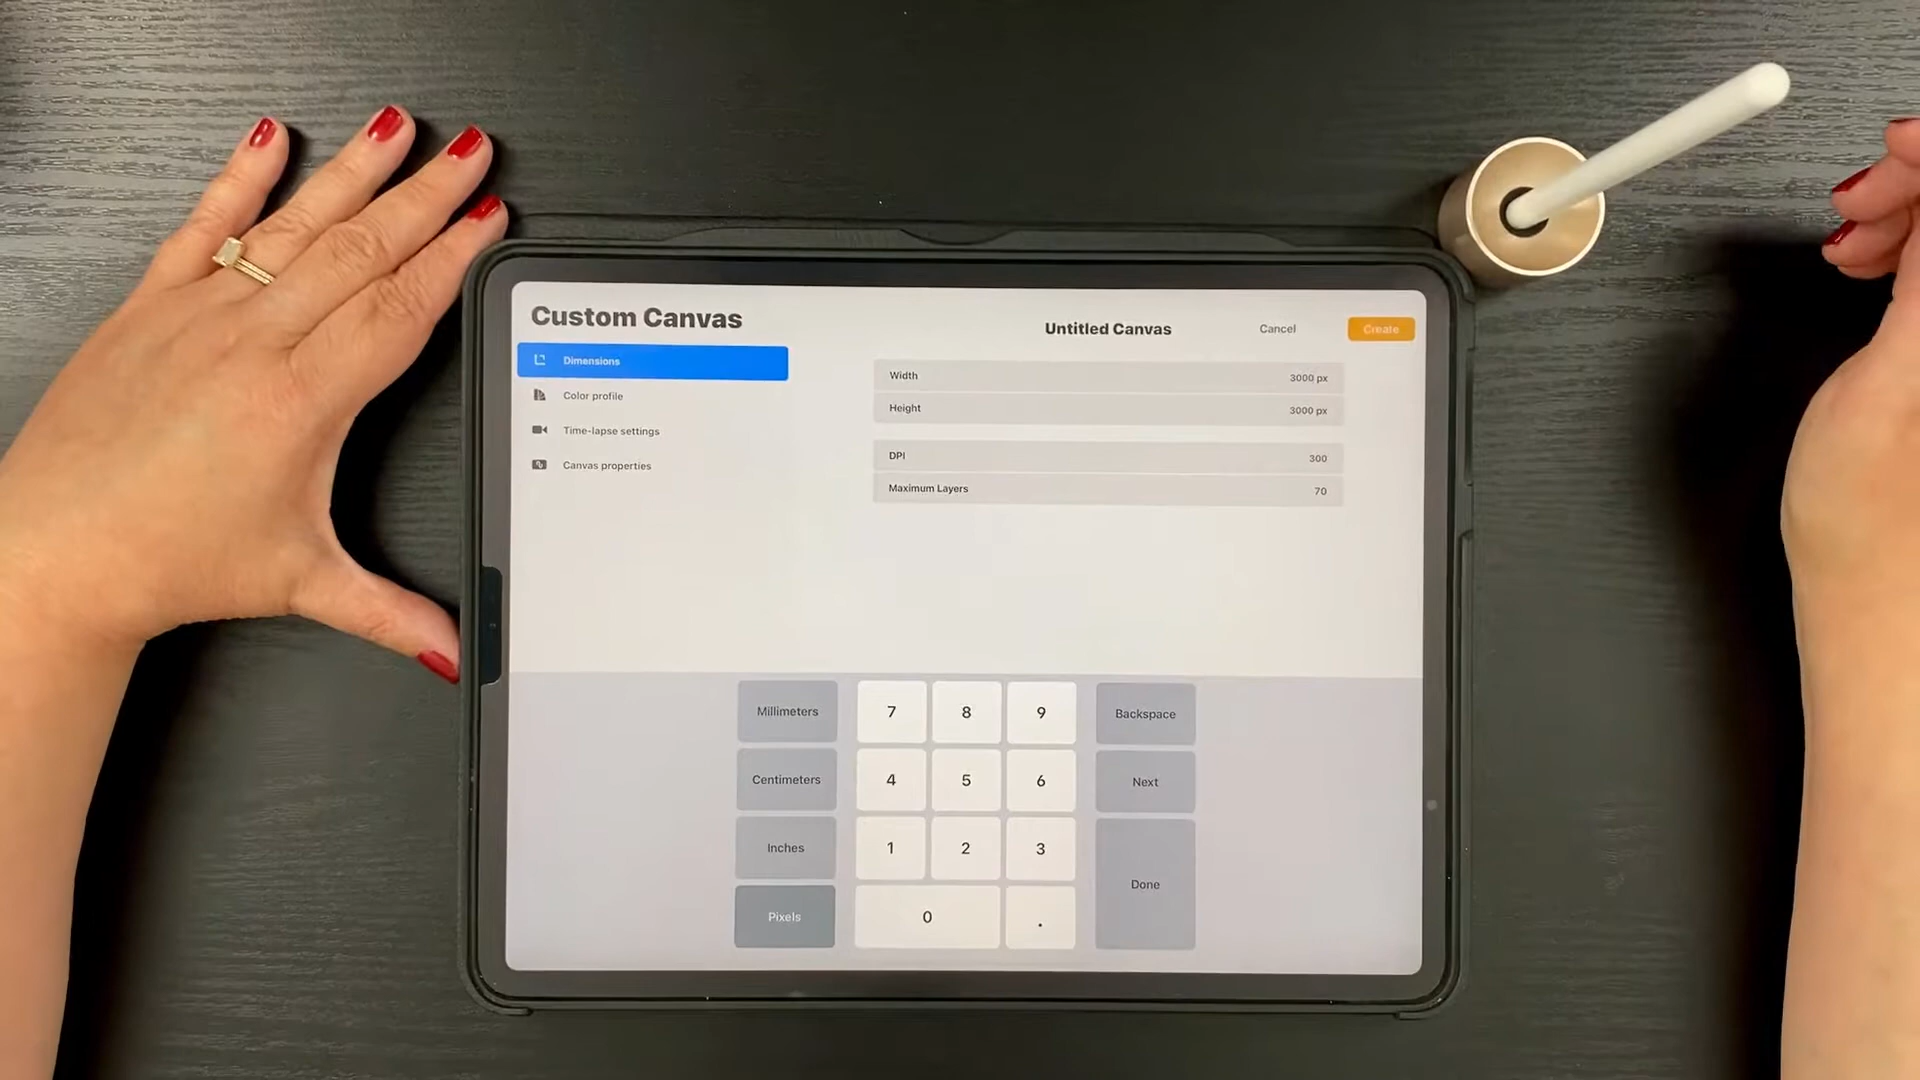 Custom Canvas
Untitled Canvas
Cancel
Create
Dimensions
Color profile
Time-lapse settings
Canvas properties
Width 3000 px
Height 3000 px
DPI 300
Maximum Layers 70
Millimeters 7 8 9 Backspace
Centimeters 4 5 6 Next
Inches 1 2 3 Done
Pixels 0 .